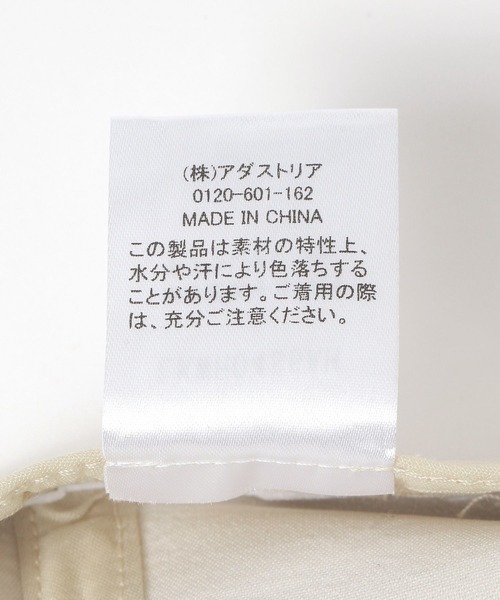 (株)アダストリア
0120-601-162
MADE IN CHINA
この製品は素材の特性上、
水分や汗により色落ちする
ことがあります。ご着用の際
は、充分ご注意ください。